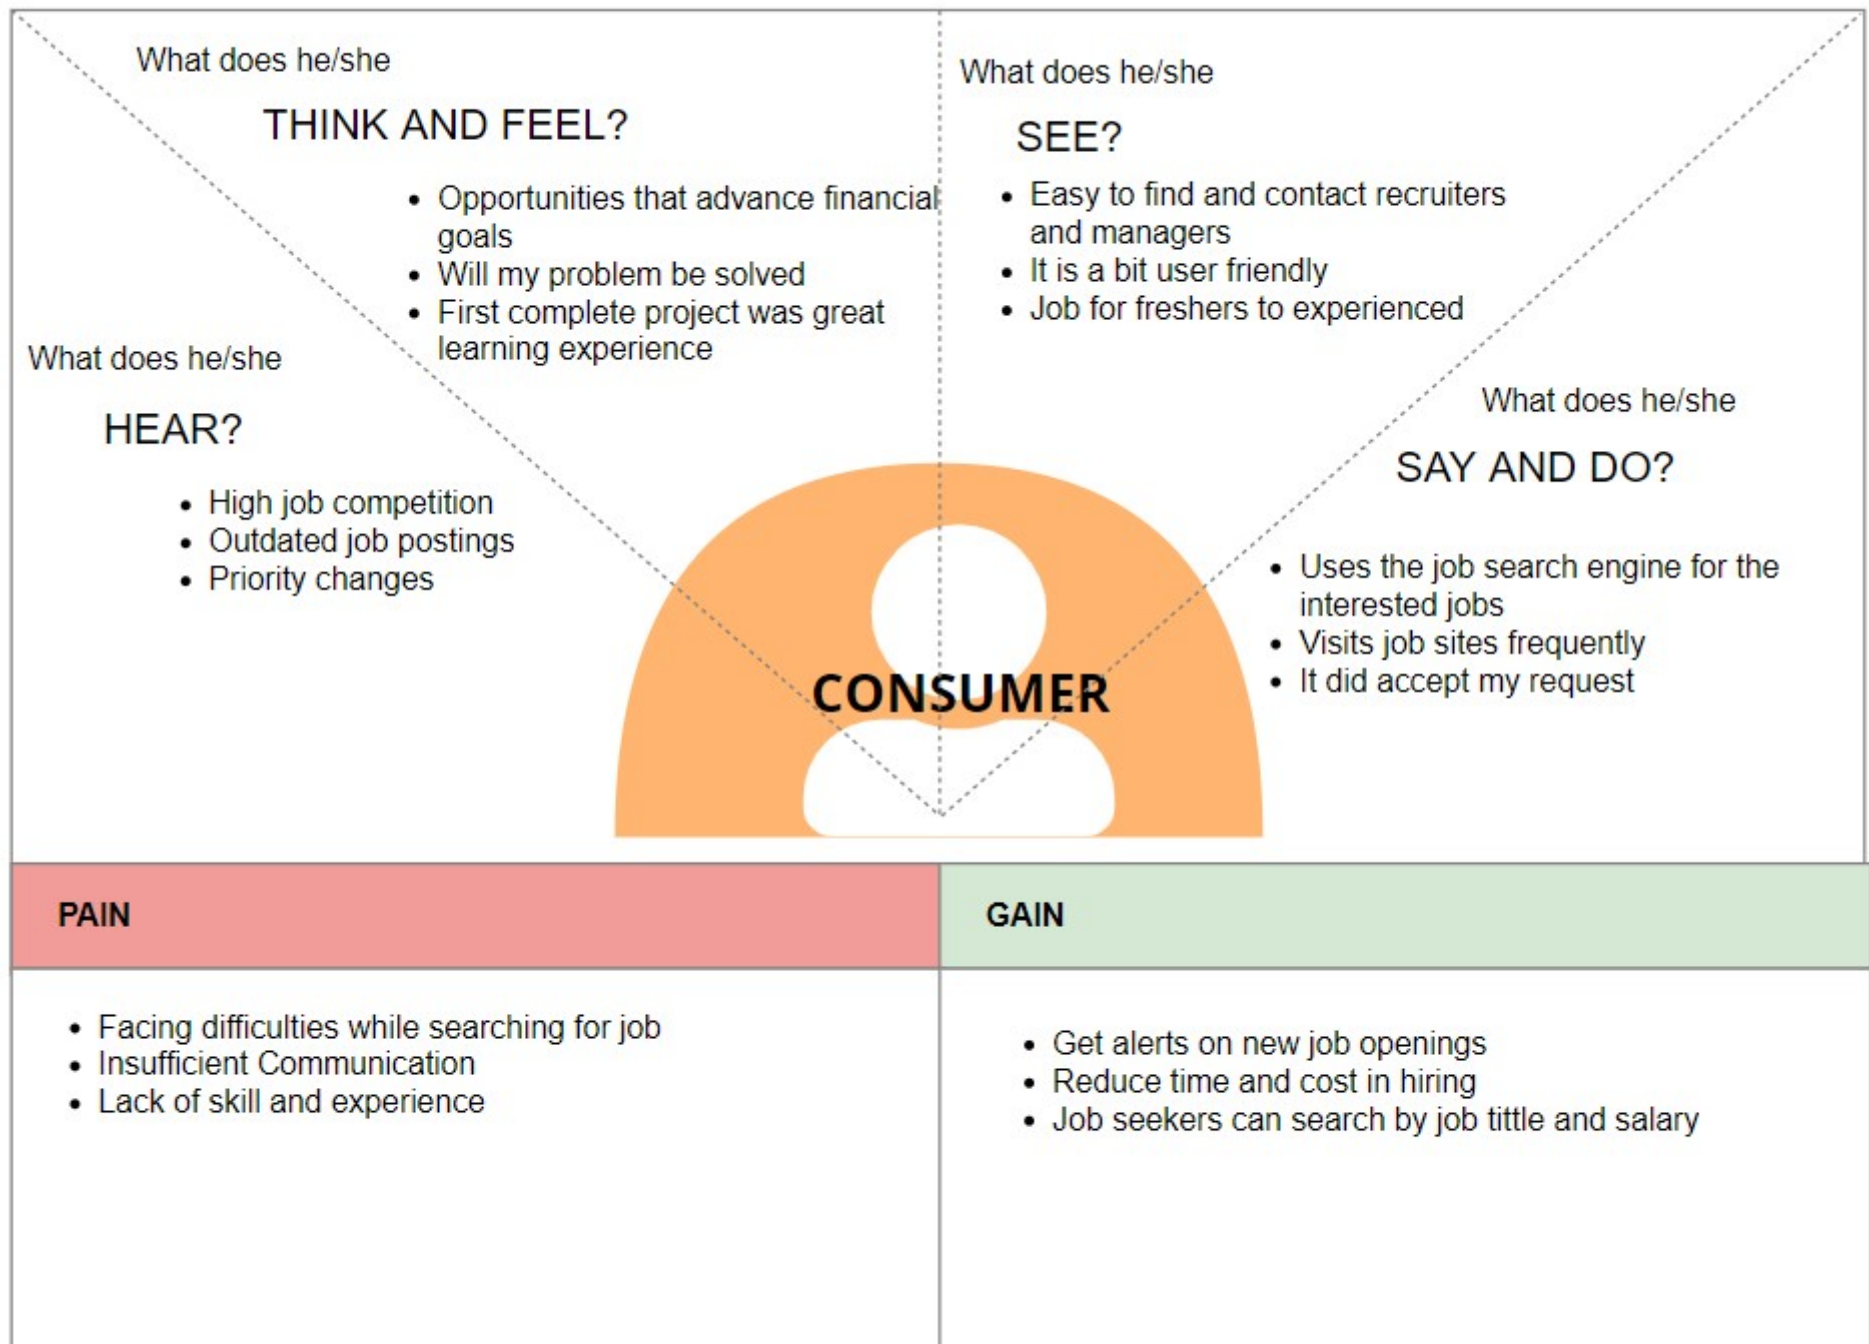 What does he/she
THINK AND FEEL?
• Opportunities that advance financial
goals
• Will my problem be solved
• First complete project was great
learning experience
What does he/she
SEE?
• Easy to find and contact recruiters
and managers
• It is a bit user friendly
• Job for freshers to experienced
What does he/she
HEAR?
• High job competition
• Outdated job postings
• Priority changes
What does he/she
SAY AND DO?
• Uses the job search engine for the
interested jobs
• Visits job sites frequently
• It did accept my request
CONSUMER
PAIN
• Facing difficulties while searching for job
• Insufficient Communication
• Lack of skill and experience
GAIN
• Get alerts on new job openings
• Reduce time and cost in hiring
• Job seekers can search by job tittle and salary